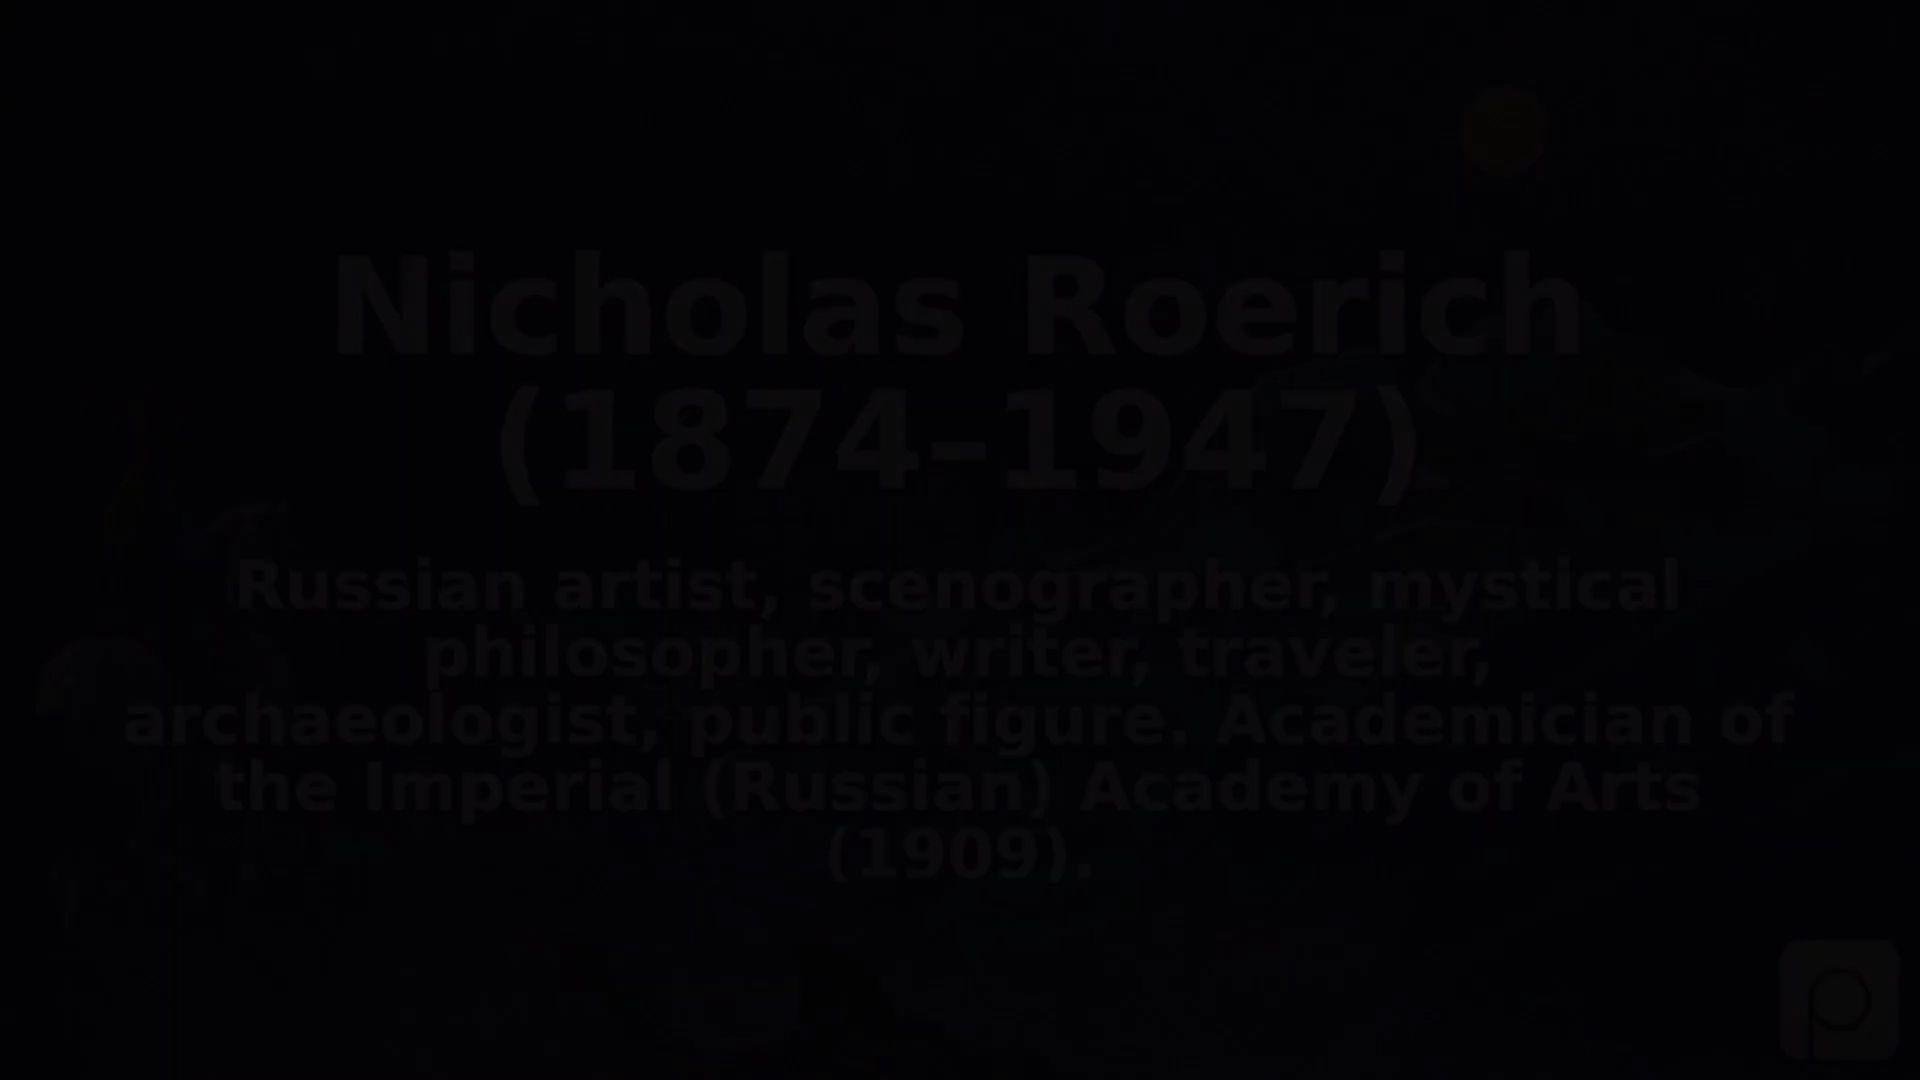 Nicholas Roerich
(1874–1947)
Russian artist, scenographer, mystical
philosopher, writer, traveler,
archaeologist, public figure. Academician of
the Imperial (Russian) Academy of Arts
(1909).